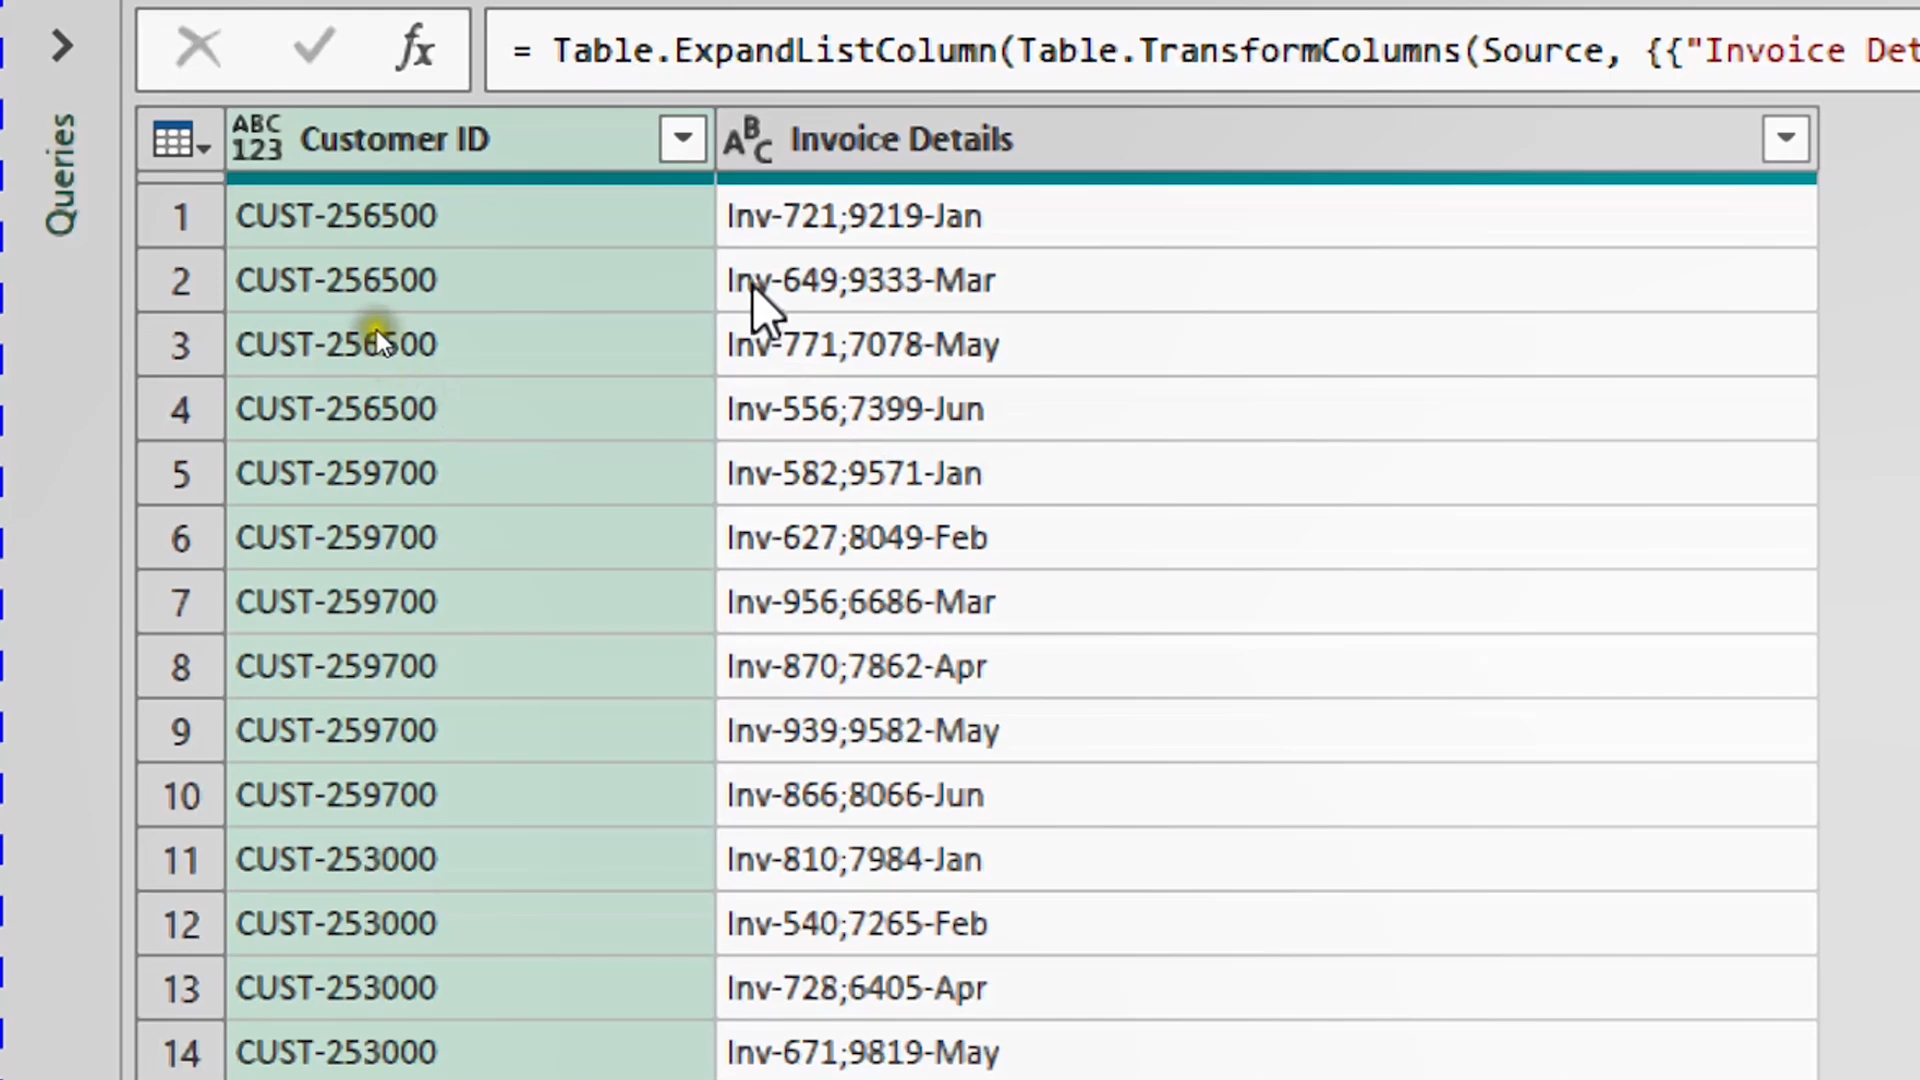 fx = Table.ExpandListColumn(Table.TransformColumns(Source, {{"Invoice Det
Queries
ABC 123 Customer ID ABC Invoice Details
1 CUST-256500 Inv-721;9219-Jan
2 CUST-256500 Inv-649;9333-Mar
3 CUST-256500 Inv-771;7078-May
4 CUST-256500 Inv-556;7399-Jun
5 CUST-259700 Inv-582;9571-Jan
6 CUST-259700 Inv-627;8049-Feb
7 CUST-259700 Inv-956;6686-Mar
8 CUST-259700 Inv-870;7862-Apr
9 CUST-259700 Inv-939;9582-May
10 CUST-259700 Inv-866;8066-Jun
11 CUST-253000 Inv-810;7984-Jan
12 CUST-253000 Inv-540;7265-Feb
13 CUST-253000 Inv-728;6405-Apr
14 CUST-253000 Inv-671;9819-May